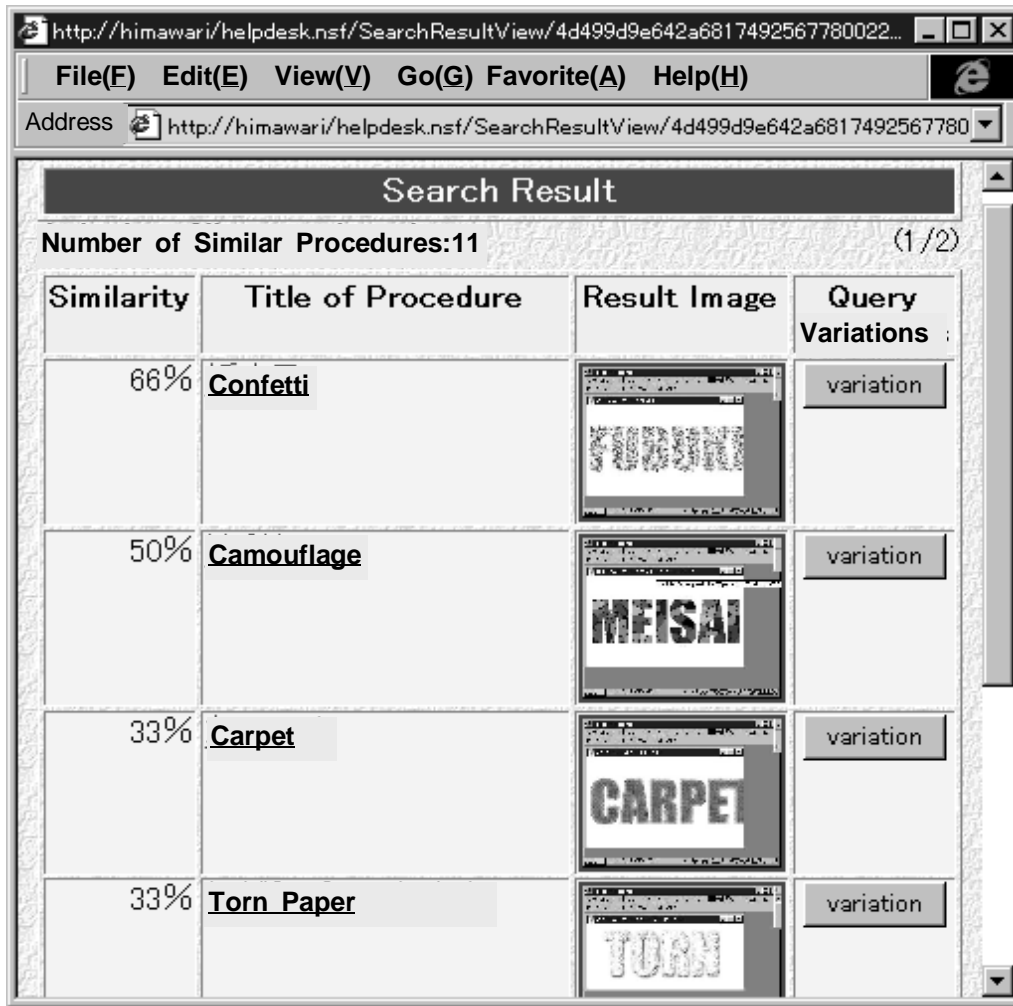 http://himawari/helpdesk.nsf/SearchResultView/4d499d9e642a6817492567780022...
File(F) Edit(E) View(V) Go(G) Favorite(A) Help(H)
Address http://himawari/helpdesk.nsf/SearchResultView/4d499d9e642a6817492567780
Search Result
Number of Similar Procedures:11 (1/2)
Similarity Title of Procedure Result Image Query Variations
66% Confetti FUBUKI variation
50% Camouflage MEISAI variation
33% Carpet CARPET variation
33% Torn Paper TORN variation